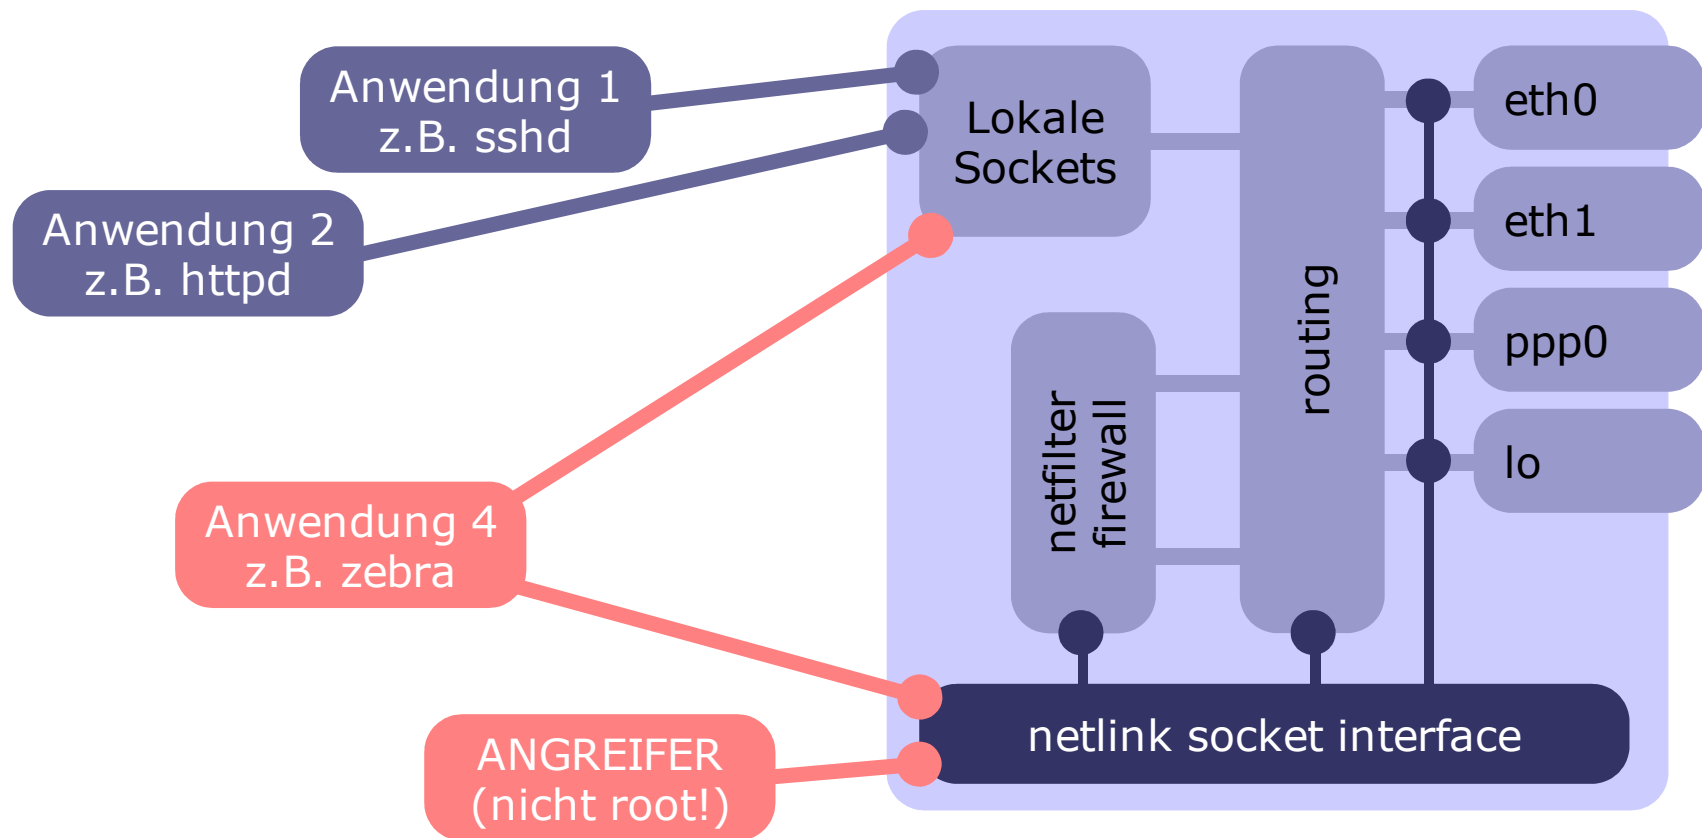 Anwendung 1
z.B. sshd
Anwendung 2
z.B. httpd
Lokale
Sockets
eth0
eth1
ppp0
lo
routing
netfilter
firewall
Anwendung 4
z.B. zebra
ANGREIFER
(nicht root!)
netlink socket interface